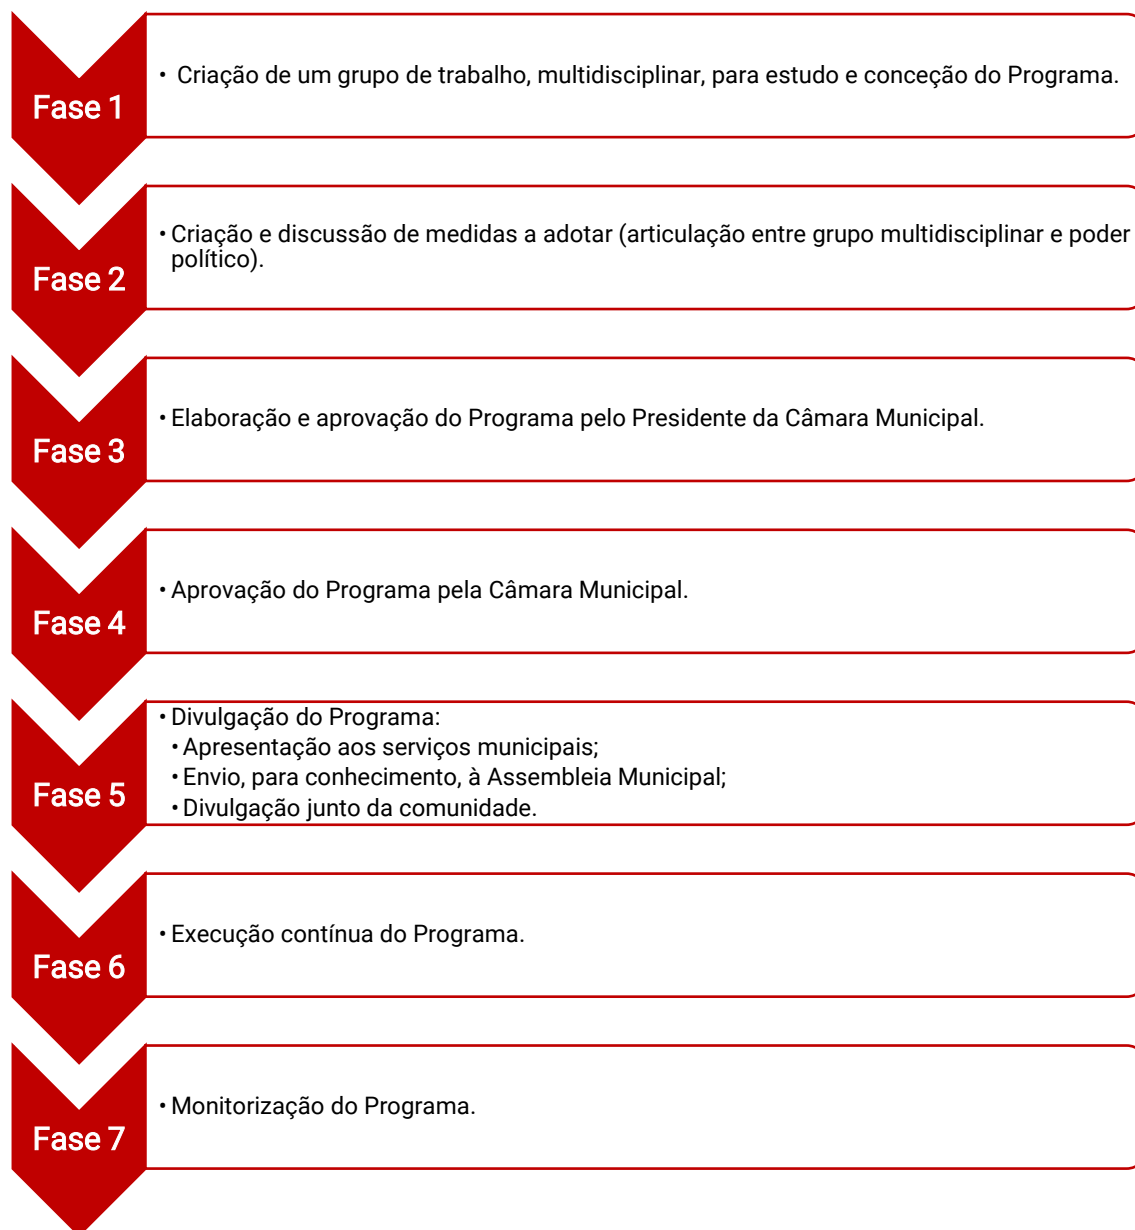 Fase 1
• Criação de um grupo de trabalho, multidisciplinar, para estudo e conceção do Programa.
Fase 2
• Criação e discussão de medidas a adotar (articulação entre grupo multidisciplinar e poder
político).
Fase 3
• Elaboração e aprovação do Programa pelo Presidente da Câmara Municipal.
Fase 4
• Aprovação do Programa pela Câmara Municipal.
Fase 5
• Divulgação do Programa:
• Apresentação aos serviços municipais;
• Envio, para conhecimento, à Assembleia Municipal;
• Divulgação junto da comunidade.
Fase 6
• Execução contínua do Programa.
Fase 7
• Monitorização do Programa.